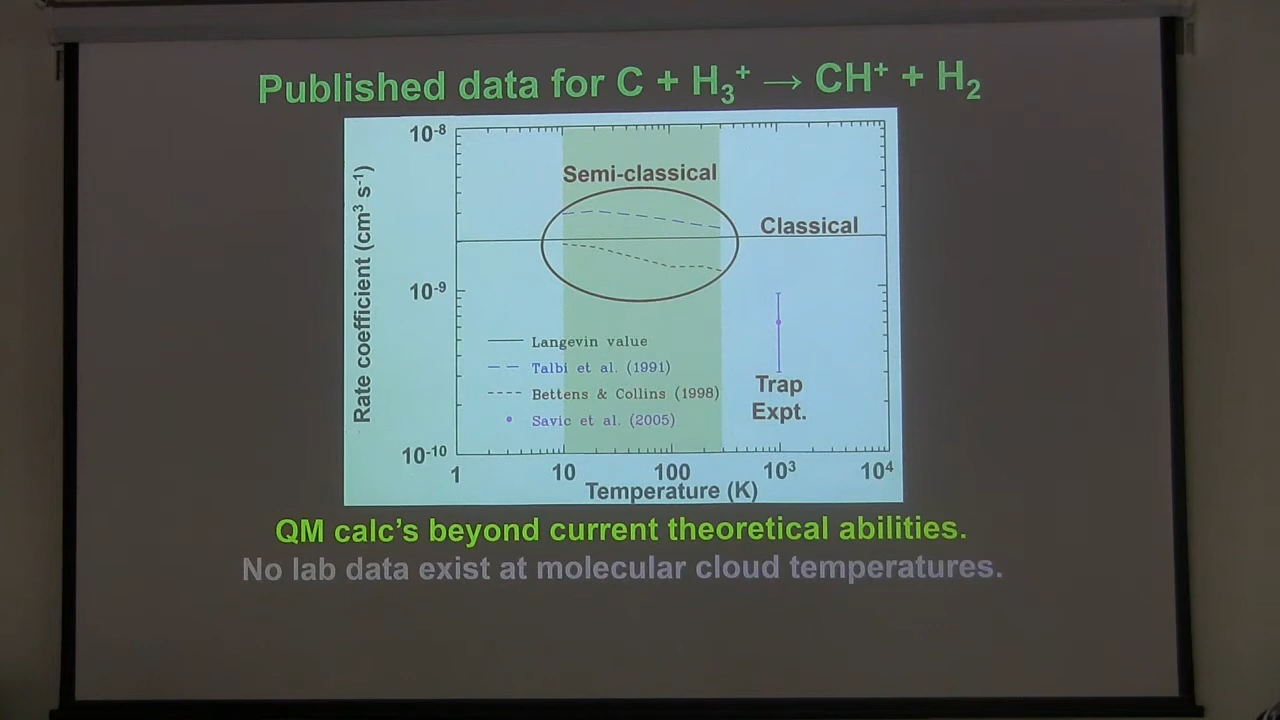 Published data for C + H₃⁺ → CH⁺ + H₂
10⁻⁸
10⁻⁹
10⁻¹⁰
Rate coefficient (cm³ s⁻¹)
Semi-classical
Classical
Langevin value
Talbi et al. (1991)
Bettens & Collins (1998)
Savic et al. (2005)
Trap
Expt.
1 10 100 10³ 10⁴
Temperature (K)
QM calc's beyond current theoretical abilities.
No lab data exist at molecular cloud temperatures.